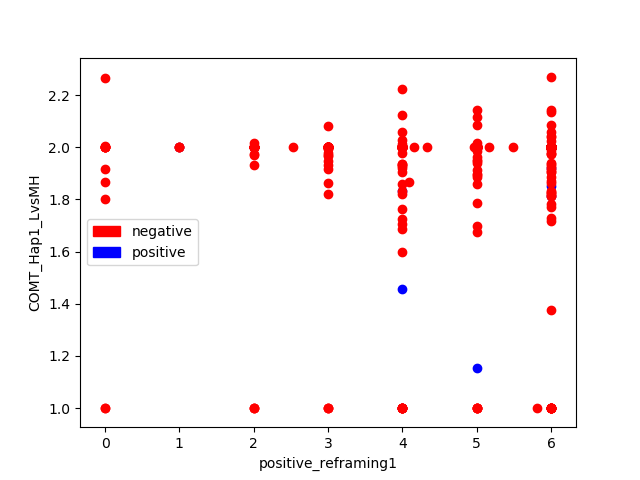 COMT_Hap1_LvsMH
2.2
2.0
1.8
1.6
1.4
1.2
1.0
negative
positive
0 1 2 3 4 5 6
positive_reframing1